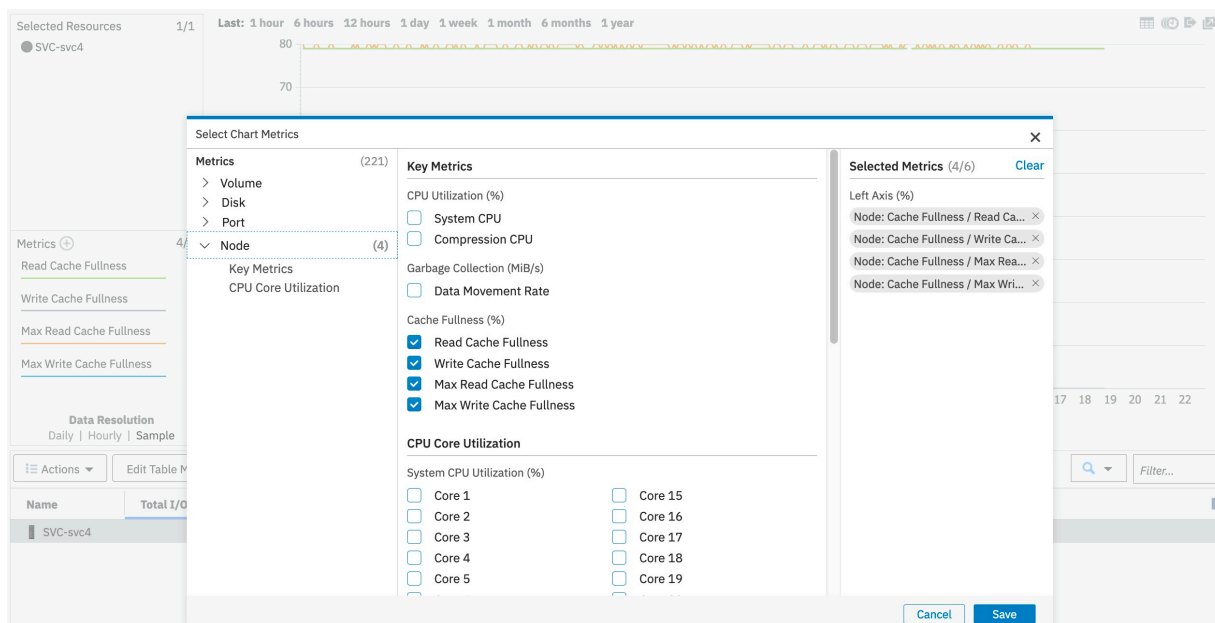 Selected Resources 1/1
SVC-svc4
Last: 1 hour 6 hours 12 hours 1 day 1 week 1 month 6 months 1 year
80
70
Select Chart Metrics
Metrics (221)
Volume
Disk
Port
Node (4)
Key Metrics
CPU Core Utilization
Key Metrics
CPU Utilization (%)
System CPU
Compression CPU
Garbage Collection (MiB/s)
Data Movement Rate
Cache Fullness (%)
Read Cache Fullness
Write Cache Fullness
Max Read Cache Fullness
Max Write Cache Fullness
CPU Core Utilization
System CPU Utilization (%)
Core 1 Core 15
Core 2 Core 16
Core 3 Core 17
Core 4 Core 18
Core 5 Core 19
Selected Metrics (4/6) Clear
Left Axis (%)
Node: Cache Fullness / Read Ca...
Node: Cache Fullness / Write Ca...
Node: Cache Fullness / Max Rea...
Node: Cache Fullness / Max Wri...
Cancel Save
Metrics 4/
Read Cache Fullness
Write Cache Fullness
Max Read Cache Fullness
Max Write Cache Fullness
17 18 19 20 21 22
Data Resolution
Daily | Hourly | Sample
Actions Edit Table M
Filter...
Name Total I/O
SVC-svc4